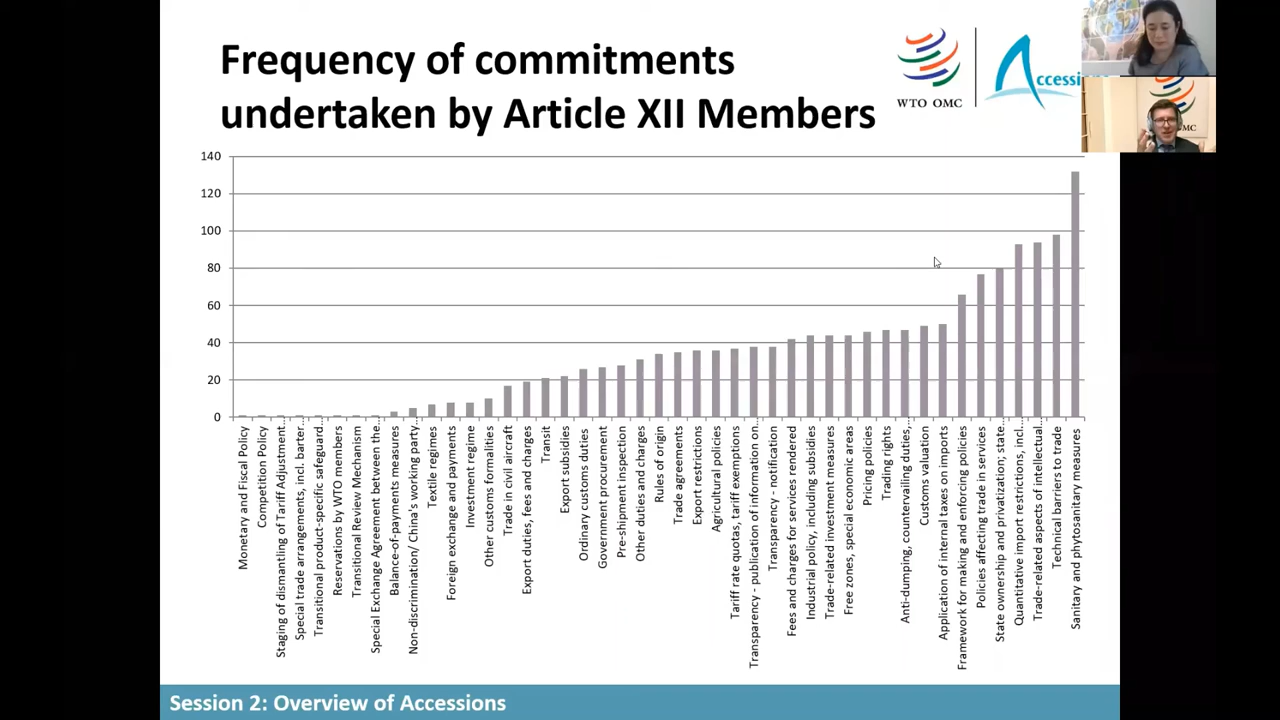 Frequency of commitments
undertaken by Article XII Members
WTO OMC
Accessi
MC
140
120
100
80
60
40
20
0
Monetary and Fiscal Policy
Competition Policy
Staging of dismantling of Tariff Adjustment…
Special trade arrangements, incl. barter…
Transitional product-specific safeguard…
Reservations by WTO members
Transitional Review Mechanism
Special Exchange Agreement between the…
Balance-of-payments measures
Non-discrimination/ China's working party…
Textile regimes
Foreign exchange and payments
Investment regime
Other customs formalities
Trade in civil aircraft
Export duties, fees and charges
Transit
Export subsidies
Ordinary customs duties
Government procurement
Pre-shipment inspection
Other duties and charges
Rules of origin
Trade agreements
Export restrictions
Agricultural policies
Tariff rate quotas, tariff exemptions
Transparency - publication of information on…
Transparency - notification
Fees and charges for services rendered
Industrial policy, including subsidies
Trade-related investment measures
Free zones, special economic areas
Pricing policies
Trading rights
Anti-dumping, countervailing duties,…
Customs valuation
Application of internal taxes on imports
Framework for making and enforcing policies
Policies affecting trade in services
State ownership and privatization; state…
Quantitative import restrictions, incl…
Trade-related aspects of intellectual…
Technical barriers to trade
Sanitary and phytosanitary measures
Session 2: Overview of Accessions